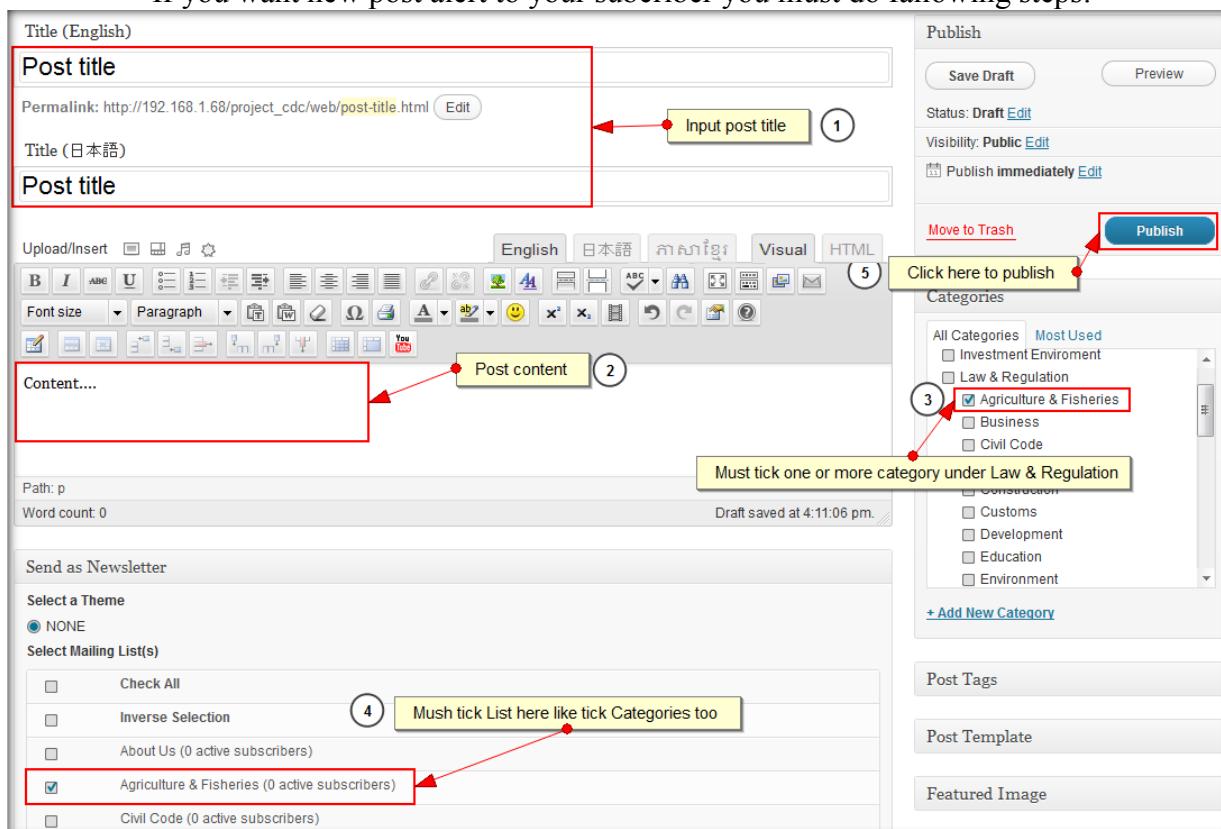 If you want new post alert to your subcriber you must do fallowing steps:
Title (English)
Post title
Permalink: http://192.168.1.68/project_cdc/web/post-title.html Edit
Input post title 1
Title (日本語)
Post title
Upload/Insert
English 日本語 ភាសាខ្មែរ Visual HTML
5
B I ABC U ABC
Font size Paragraph
Content....
Post content 2
Path: p
Word count: 0 Draft saved at 4:11:06 pm.
Send as Newsletter
Select a Theme
NONE
Select Mailing List(s)
Check All
Inverse Selection
4 Mush tick List here like tick Categories too
About Us (0 active subscribers)
Agriculture & Fisheries (0 active subscribers)
Civil Code (0 active subscribers)
Publish
Save Draft Preview
Status: Draft Edit
Visibility: Public Edit
Publish immediately Edit
Move to Trash Publish
Click here to publish
Categories
All Categories Most Used
Investment Enviroment
Law & Regulation
3 Agriculture & Fisheries
Business
Civil Code
Must tick one or more category under Law & Regulation
Construction
Customs
Development
Education
Environment
+ Add New Category
Post Tags
Post Template
Featured Image